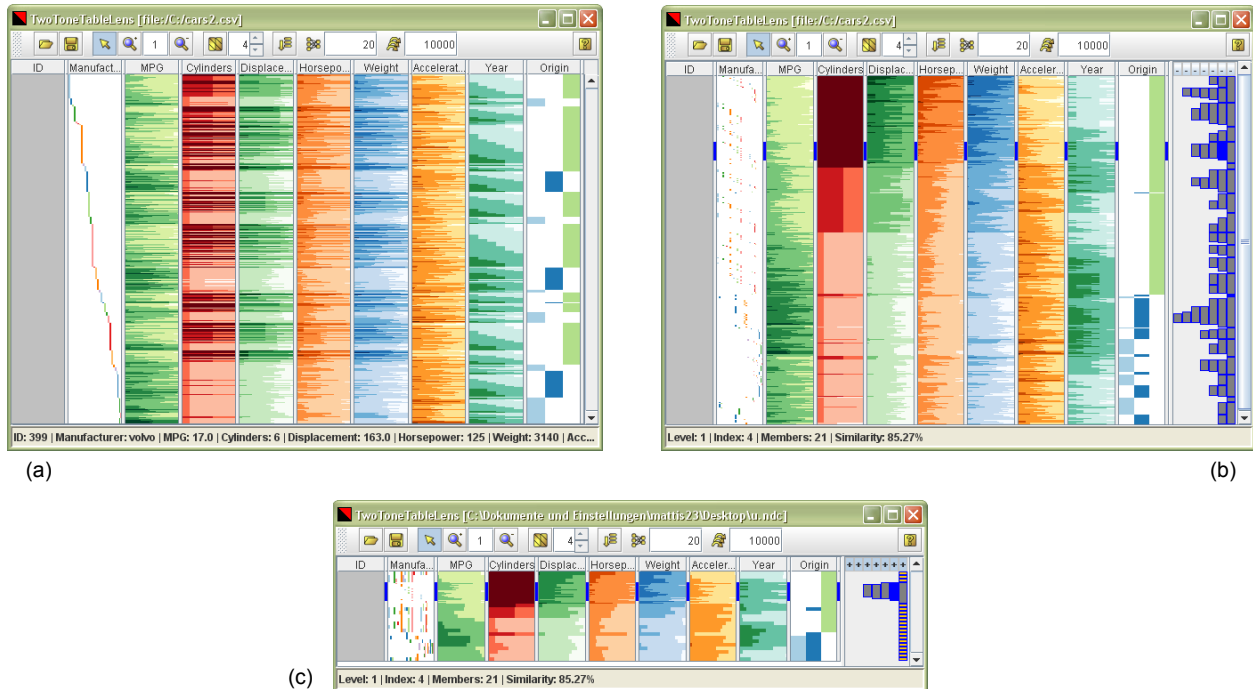 TwoToneTableLens [file:/C:/cars2.csv]
1 4 20 10000
ID Manufact... MPG Cylinders Displace... Horsepo... Weight Accelerat... Year Origin
ID: 399 | Manufacturer: volvo | MPG: 17.0 | Cylinders: 6 | Displacement: 163.0 | Horsepower: 125 | Weight: 3140 | Acc...
(a)
TwoToneTableLens [file:/C:/cars2.csv]
1 4 20 10000
ID Manufa... MPG Cylinders Displac... Horsep... Weight Acceler... Year Origin - - - - - - -
Level: 1 | Index: 4 | Members: 21 | Similarity: 85.27%
(b)
TwoToneTableLens [C:\Dokumente und Einstellungen\mattis23\Desktop\u.ndc]
1 4 20 10000
ID Manufa... MPG Cylinders Displac... Horsep... Weight Acceler... Year Origin + + + + + + +
Level: 1 | Index: 4 | Members: 21 | Similarity: 85.27%
(c)